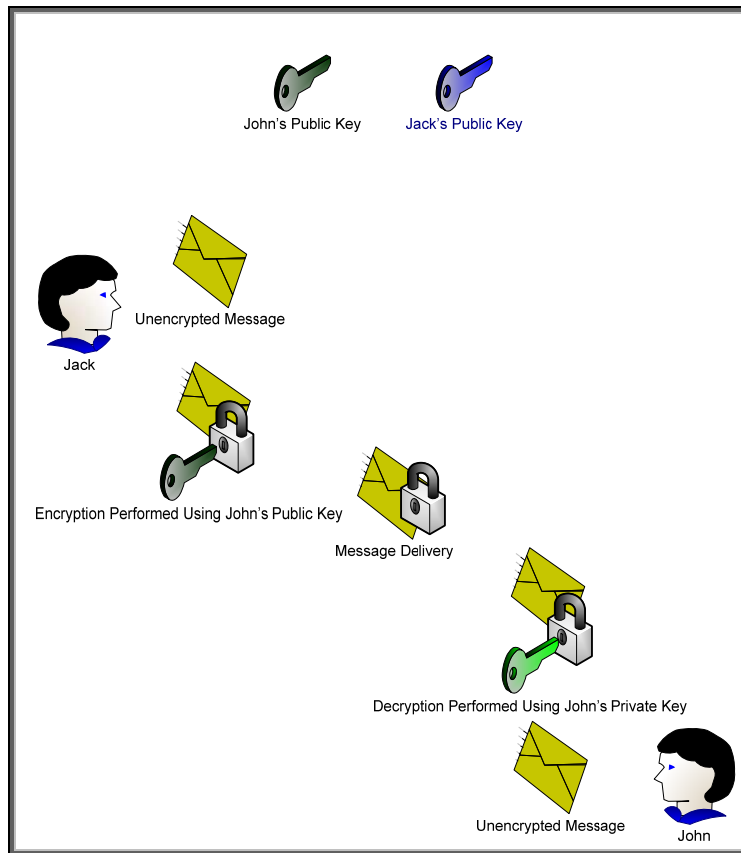 John's Public Key
Jack's Public Key
Unencrypted Message
Jack
Encryption Performed Using John's Public Key
Message Delivery
Decryption Performed Using John's Private Key
Unencrypted Message
John